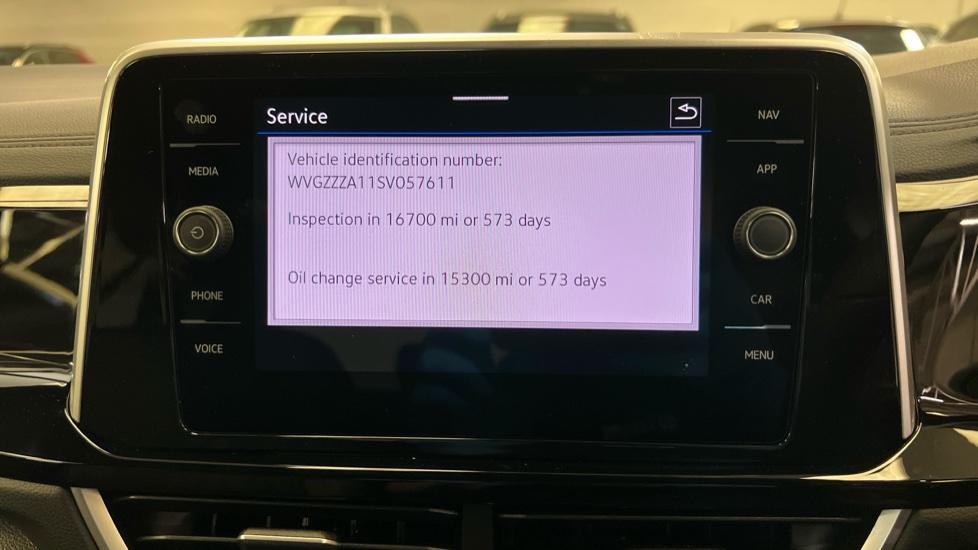 RADIO
MEDIA
PHONE
VOICE
Service
Vehicle identification number:
WVGZZZA11SV057611
Inspection in 16700 mi or 573 days
Oil change service in 15300 mi or 573 days
NAV
APP
CAR
MENU